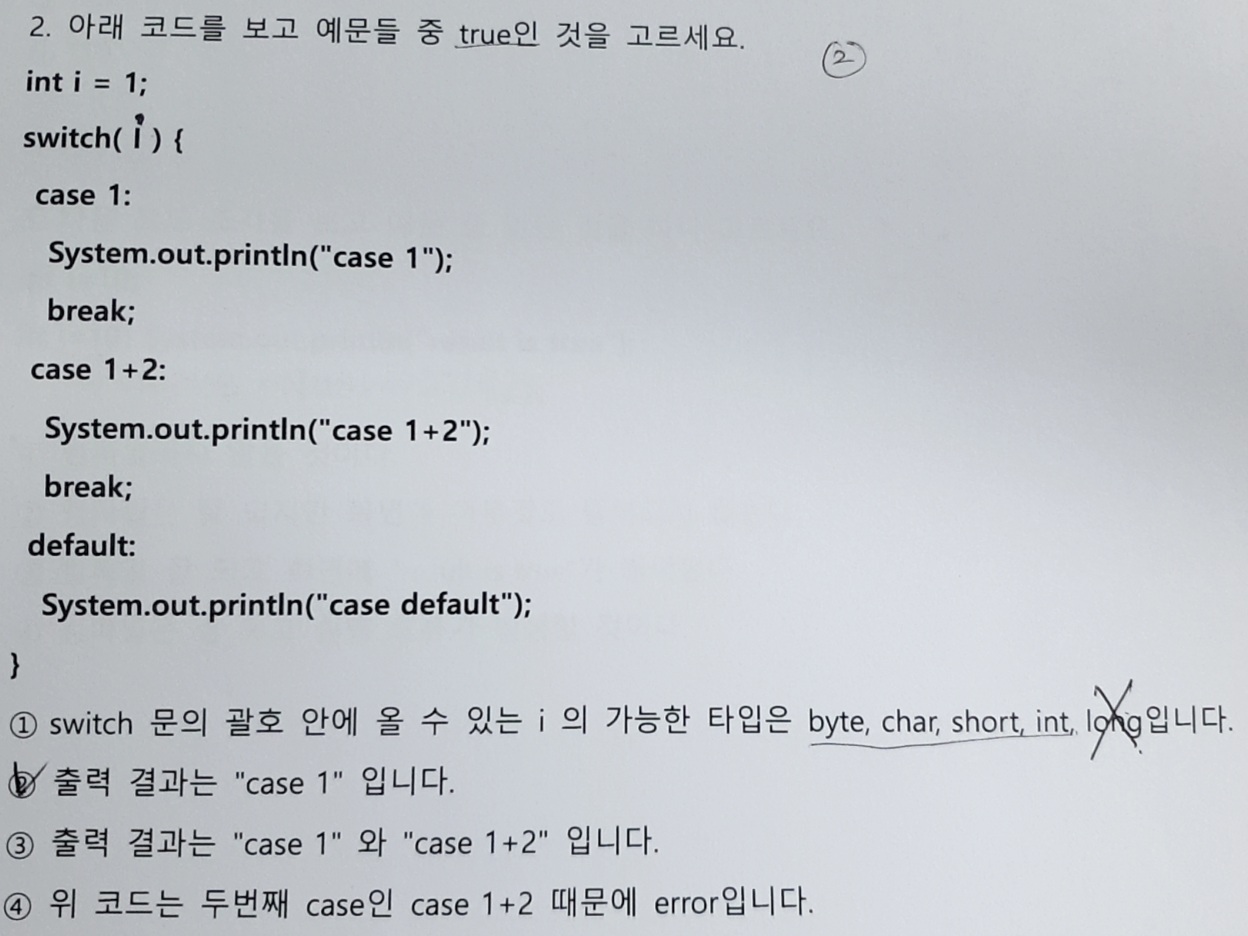 2. 아래 코드를 보고 예문들 중 true인 것을 고르세요.
②
int i = 1;
switch( i ) {
case 1:
System.out.println("case 1");
break;
case 1+2:
System.out.println("case 1+2");
break;
default:
System.out.println("case default");
}
① switch 문의 괄호 안에 올 수 있는 i 의 가능한 타입은 byte, char, short, int, long입니다.
② 출력 결과는 "case 1" 입니다.
③ 출력 결과는 "case 1" 와 "case 1+2" 입니다.
④ 위 코드는 두번째 case인 case 1+2 때문에 error입니다.